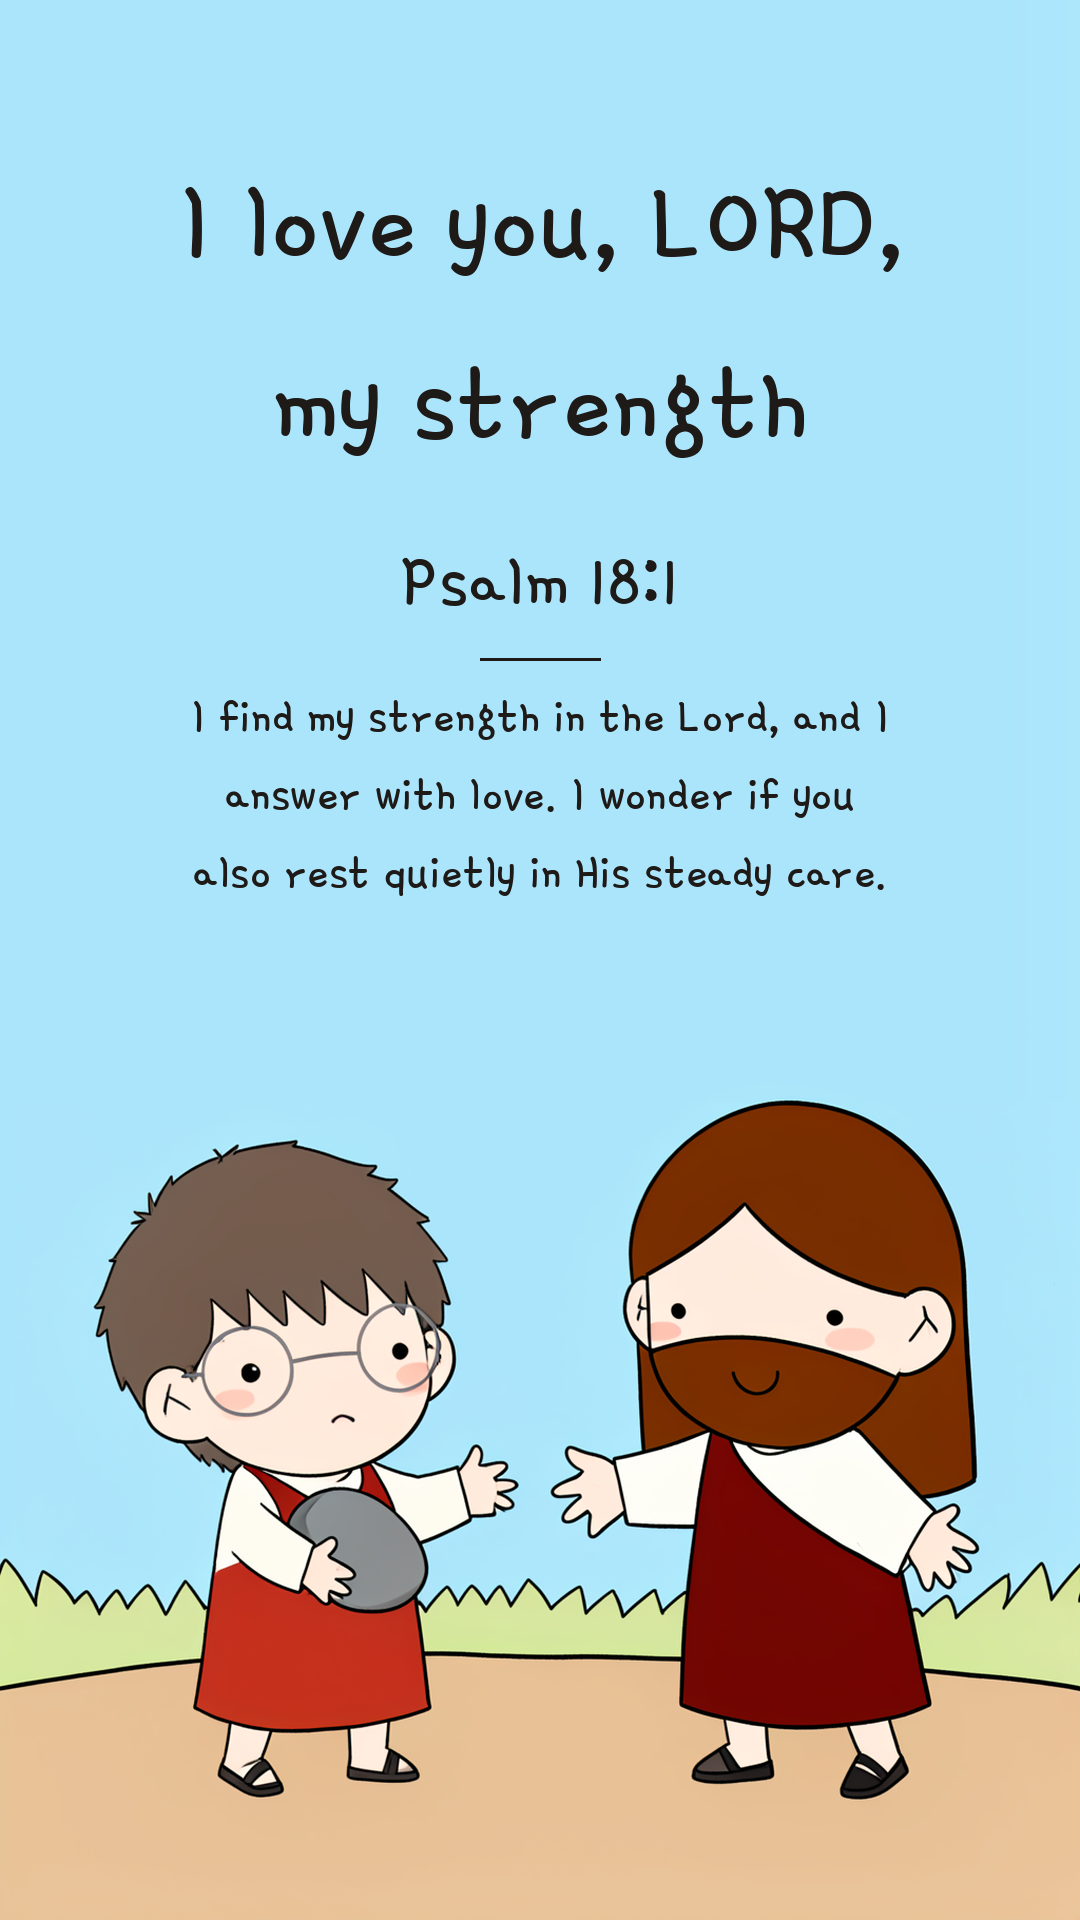 I love you, LORD,
my strength
Psalm 18:1
I find my strength in the Lord, and I
answer with love. I wonder if you
also rest quietly in His steady care.